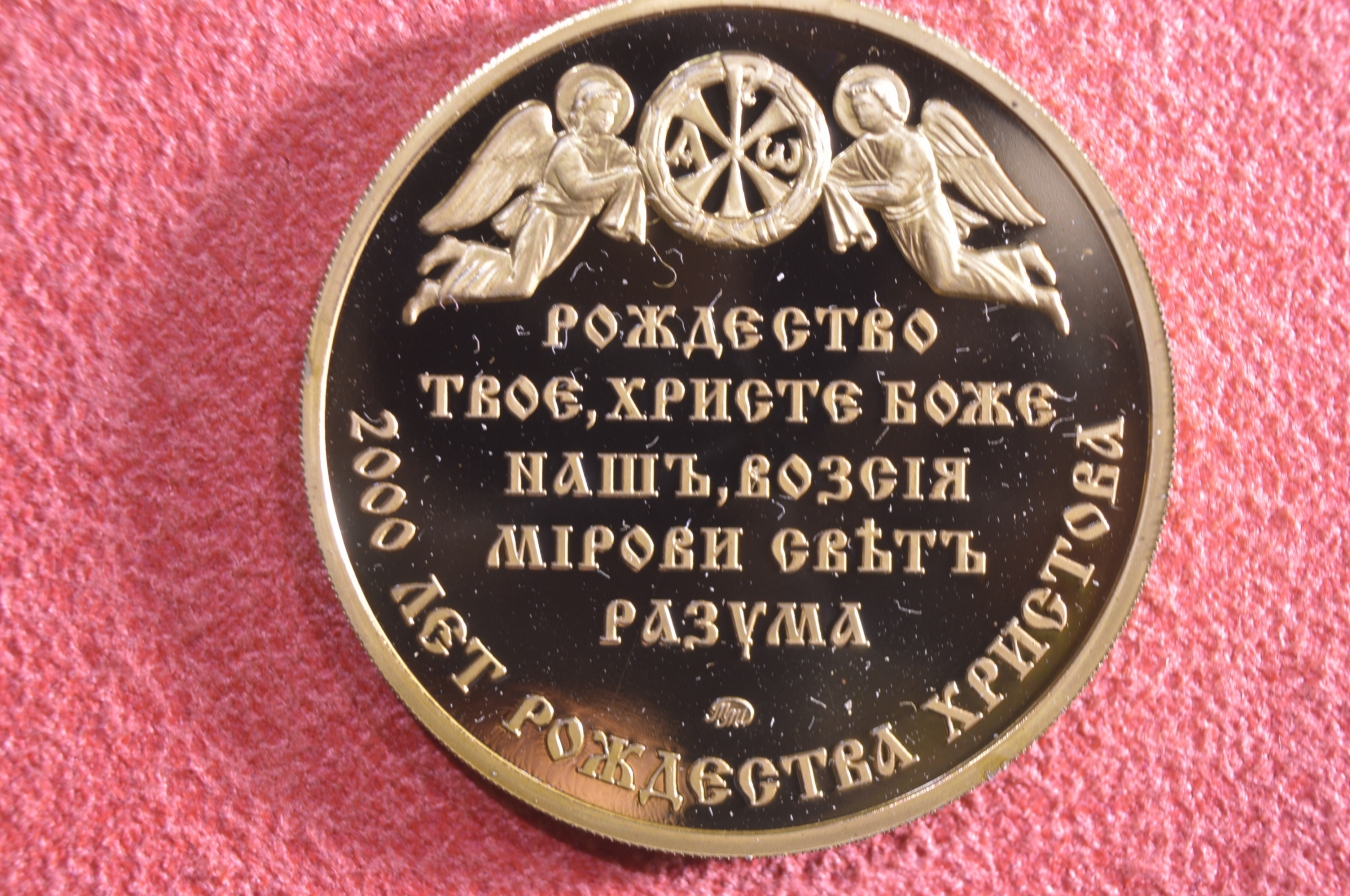 Р
А ω
РОЖДЕСТВО
ТВОЕ, ХРИСТЕ БОЖЕ
НАШЪ, ВОЗСІЯ
МІРОВИ СВѢТЪ
РАЗУМА
2000 ЛЕТ РОЖДЕСТВА ХРИСТОВА